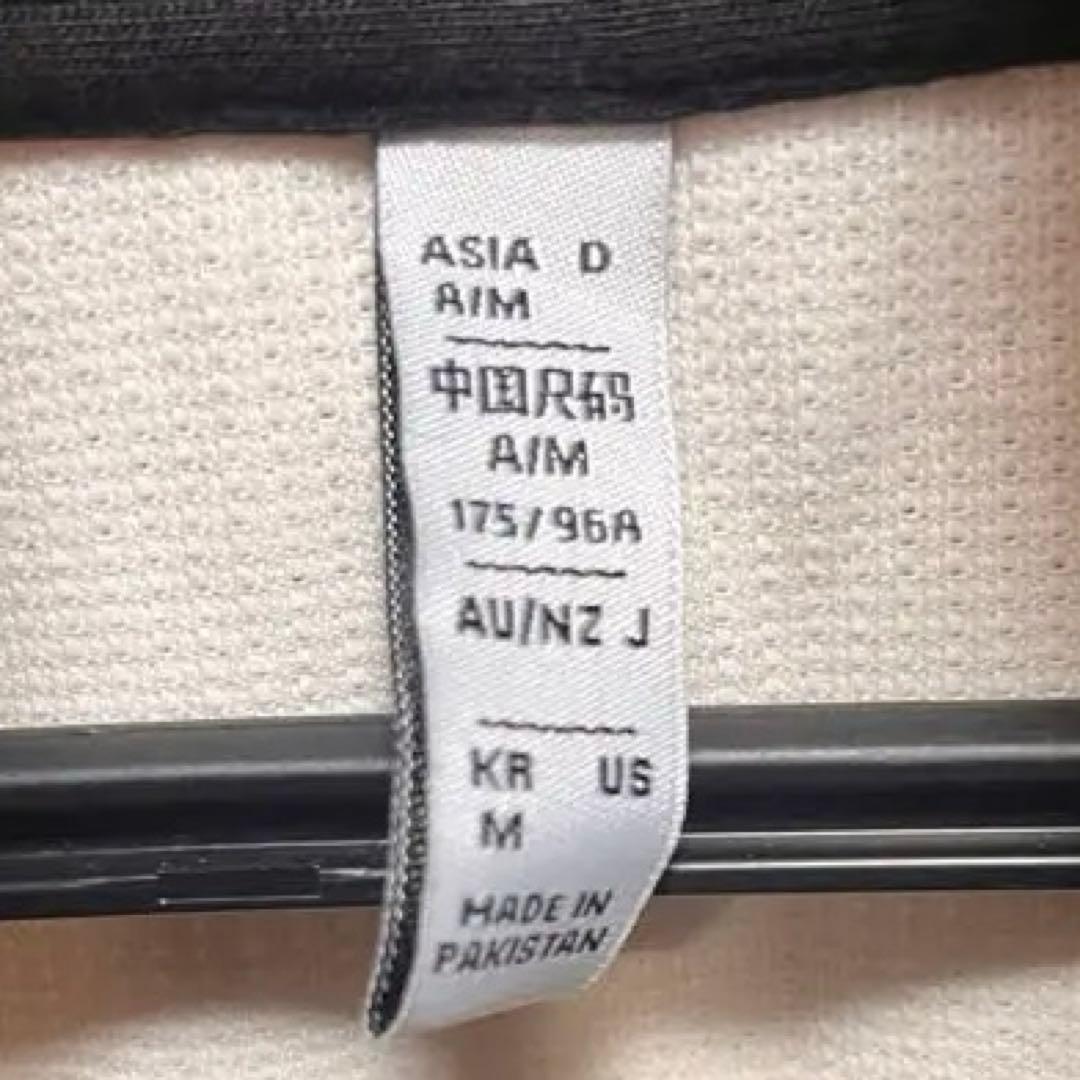 ASIA D
A/M
中国尺码
A/M
175/96A
AU/NZ J
KR US
M
MADE IN
PAKISTAN